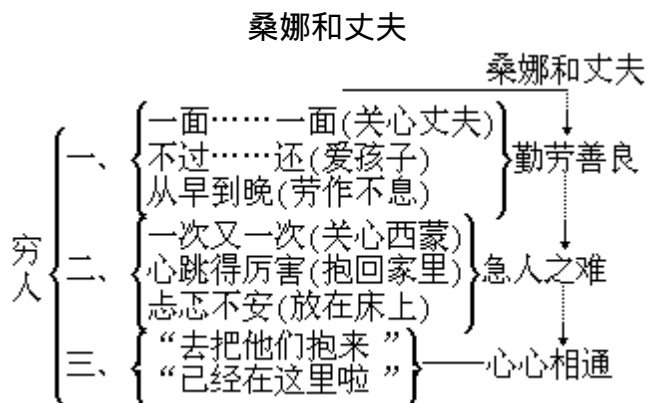 桑娜和丈夫
桑娜和丈夫
穷人
一、
一面……一面(关心丈夫)
不过……还(爱孩子)
从早到晚(劳作不息)
勤劳善良
二、
一次又一次(关心西蒙)
心跳得厉害(抱回家里)
忐忑不安(放在床上)
急人之难
三、
“去把他们抱来 ”
“已经在这里啦 ”
心心相通